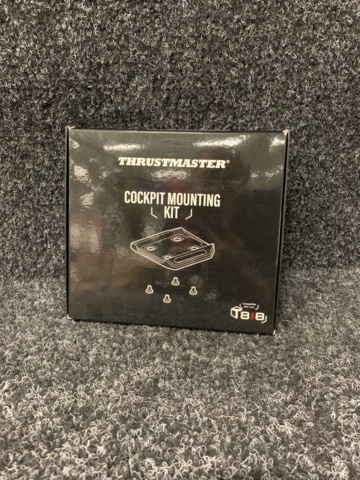 THRUSTMASTER®
COCKPIT MOUNTING
KIT
T818